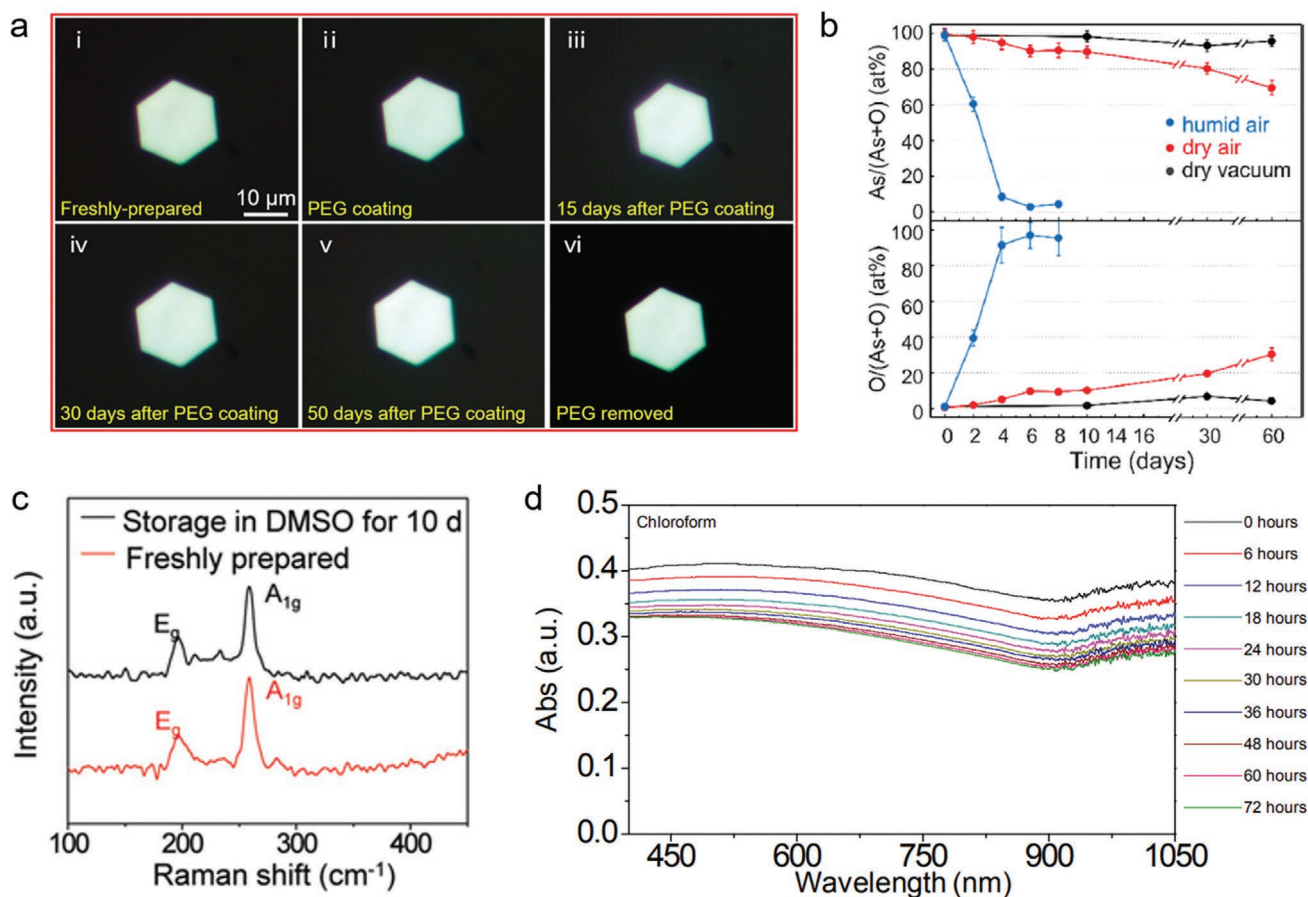 a
i
ii
iii
Freshly-prepared
10 μm
PEG coating
15 days after PEG coating
iv
v
vi
30 days after PEG coating
50 days after PEG coating
PEG removed
b
As/(As+O) (at%)
100
80
60
40
20
0
humid air
dry air
dry vacuum
O/(As+O) (at%)
100
80
60
40
20
0
0 2 4 6 8 10 14 16 30 60
Time (days)
c
Storage in DMSO for 10 d
Freshly prepared
A1g
Eg
A1g
Eg
Intensity (a.u.)
100 200 300 400
Raman shift (cm-1)
d
Chloroform
Abs (a.u.)
0.5
0.4
0.3
0.2
0.1
0.0
450 600 750 900 1050
Wavelength (nm)
0 hours
6 hours
12 hours
18 hours
24 hours
30 hours
36 hours
48 hours
60 hours
72 hours